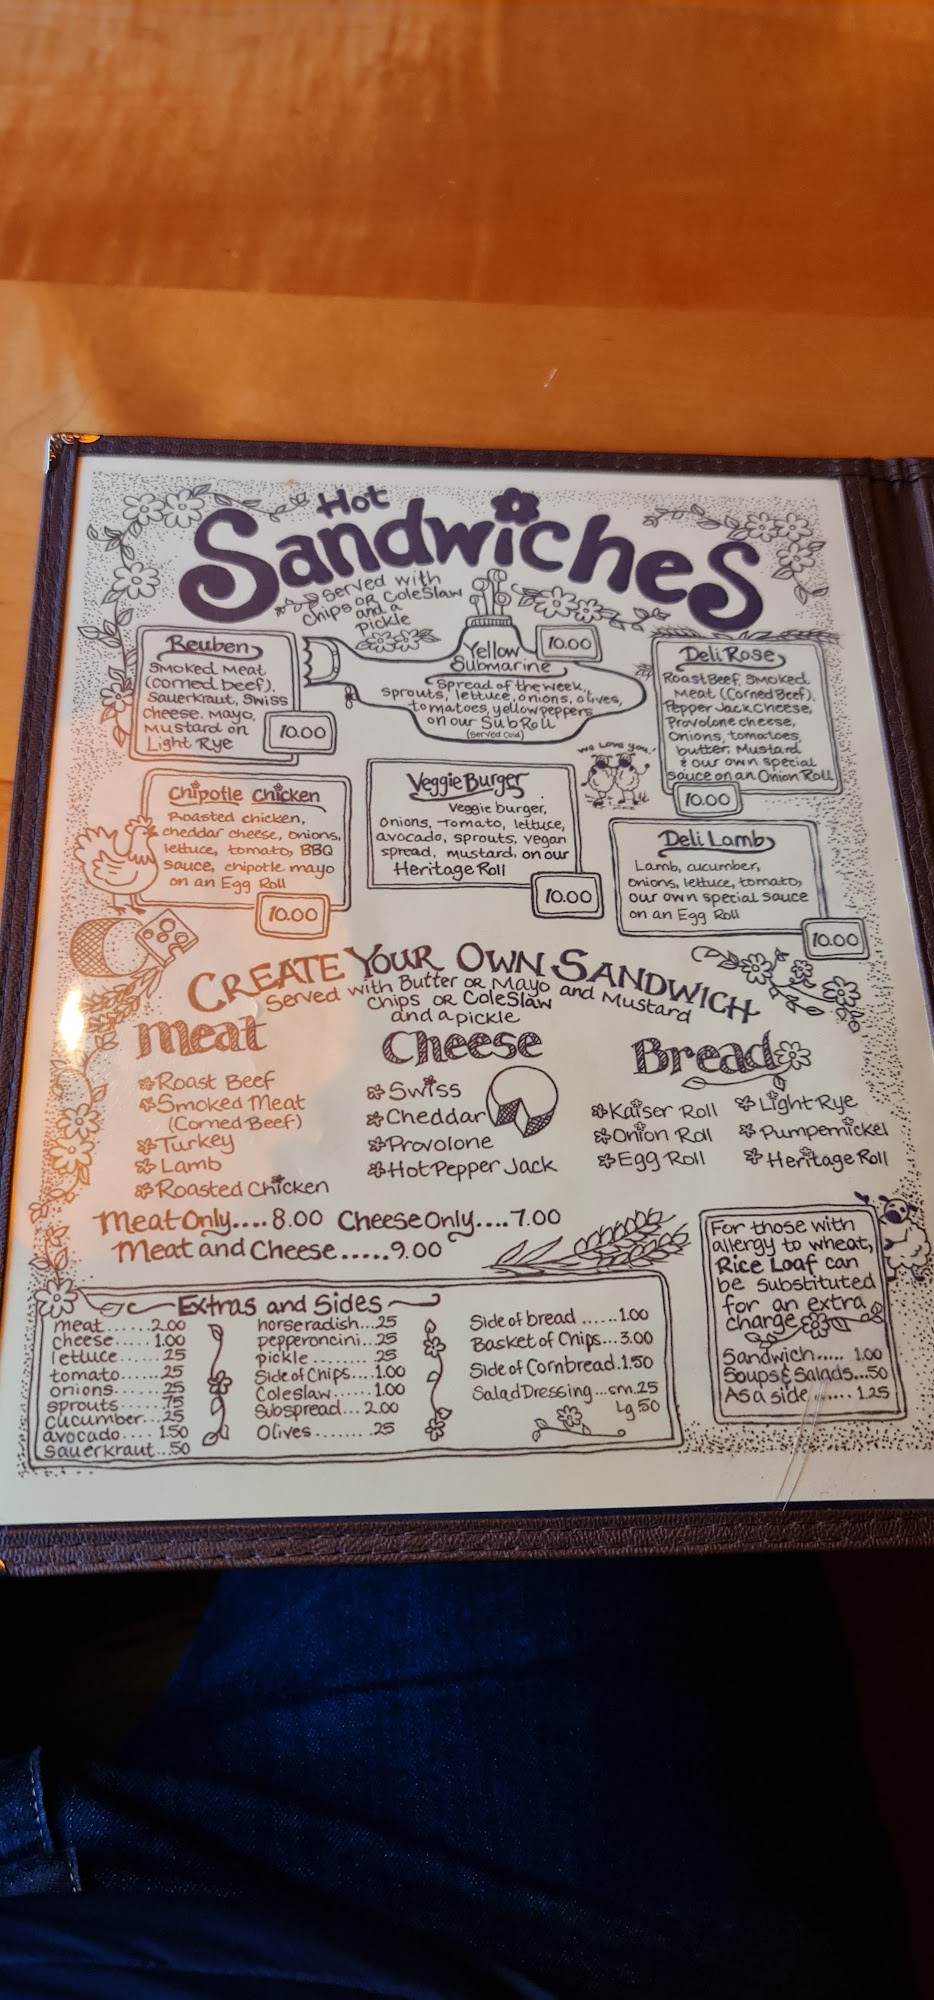 Hot
Sandwiches
Served with
Chips OR Coleslaw
and a
pickle
Reuben
Smoked Meat
(Corned Beef),
Sauerkraut, Swiss
Cheese, Mayo,
Mustard on
Light Rye
10.00
Yellow
Submarine
10.00
Spread of the week,
sprouts, lettuce, onions, olives,
tomatoes, yellow peppers
on our Sub Roll
(Served Cold)
Deli Rose
Roast Beef, Smoked
Meat (Corned Beef),
Pepper Jack Cheese,
Provolone cheese,
Onions, tomatoes,
butter, Mustard
& our own special
sauce on an Onion Roll
10.00
We Love you!
Chipotle Chicken
Roasted chicken,
cheddar cheese, onions,
lettuce, tomato, BBQ
sauce, chipotle mayo
on an Egg Roll
10.00
Veggie Burger
Veggie burger,
Onions, Tomato, lettuce,
avocado, sprouts, vegan
spread, mustard, on our
Heritage Roll
10.00
Deli Lamb
Lamb, cucumber,
onions, lettuce, tomato,
our own special sauce
on an Egg Roll
10.00
CREATE YOUR OWN SANDWICH
Served with Butter OR Mayo and Mustard
Chips OR Coleslaw
and a pickle
Meat
Roast Beef
Smoked Meat
(Corned Beef)
Turkey
Lamb
Roasted Chicken
Cheese
Swiss
Cheddar
Provolone
Hot Pepper Jack
Bread
Kaiser Roll
Onion Roll
Egg Roll
Light Rye
Pumpernickel
Heritage Roll
Meat Only....8.00 Cheese Only....7.00
Meat and Cheese.....9.00
Extras and Sides
meat.......2.00
cheese.....1.00
lettuce......25
tomato.....25
onions......25
sprouts.....75
cucumber...25
avocado....1.50
sauerkraut...50
horseradish...25
pepperoncini...25
pickle........25
Side of Chips....1.00
Coleslaw.......1.00
Subspread...2.00
Olives........25
Side of bread.....1.00
Basket of Chips...3.00
Side of Cornbread.1.50
Salad Dressing...sm.25
Lg 50
For those with
allergy to wheat,
Rice Loaf can
be substituted
for an extra
charge
Sandwich.....1.00
Soups & Salads...50
As a side......1.25